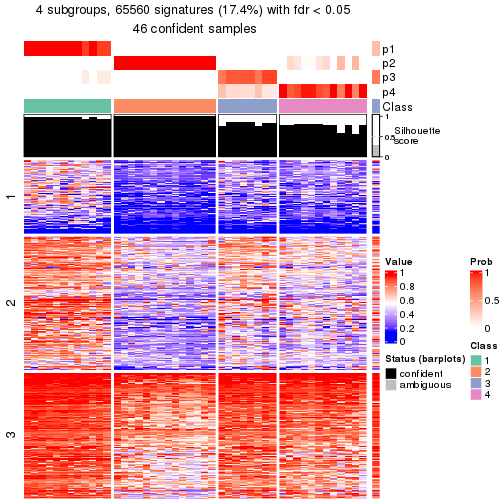 4 subgroups, 65560 signatures (17.4%) with fdr < 0.05
46 confident samples
p1
p2
p3
p4
Class
1
0.5
0
Silhouette
score
1
2
3
Value
1
0.8
0.6
0.4
0.2
0
Prob
1
0.5
0
Status (barplots)
confident
ambiguous
Class
1
2
3
4